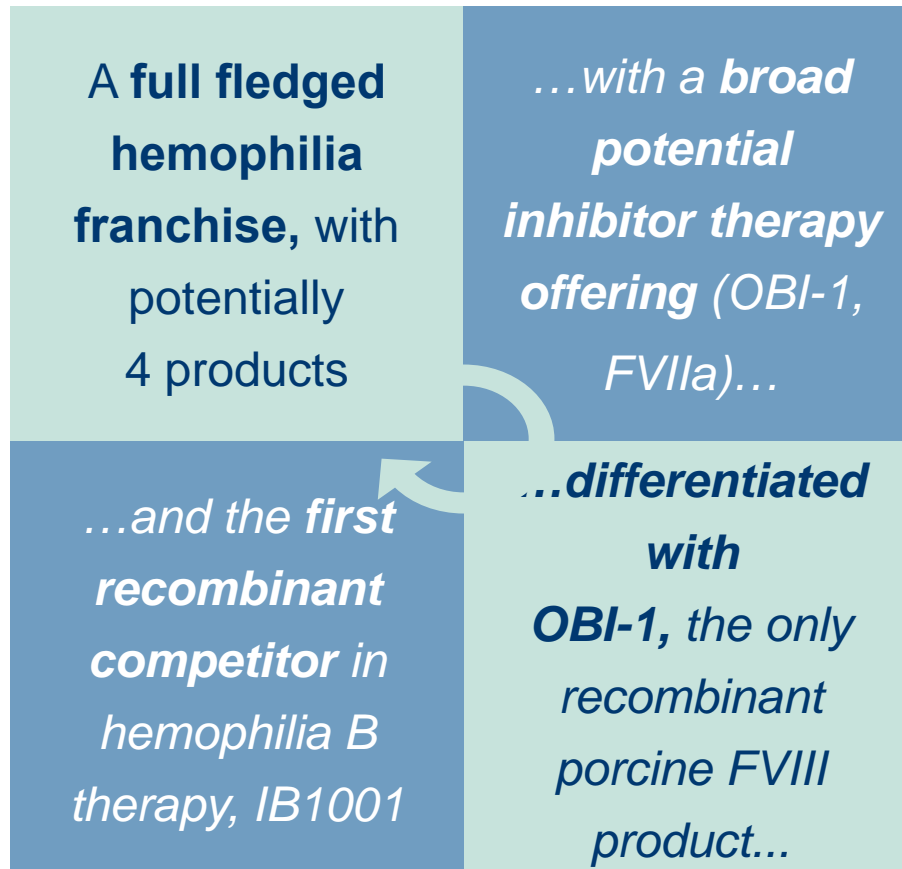 A full fledged
hemophilia
franchise, with
potentially
4 products
…with a broad
potential
inhibitor therapy
offering (OBI-1,
FVIIa)…
…differentiated
with
OBI-1, the only
recombinant
porcine FVIII
product...
…and the first
recombinant
competitor in
hemophilia B
therapy, IB1001